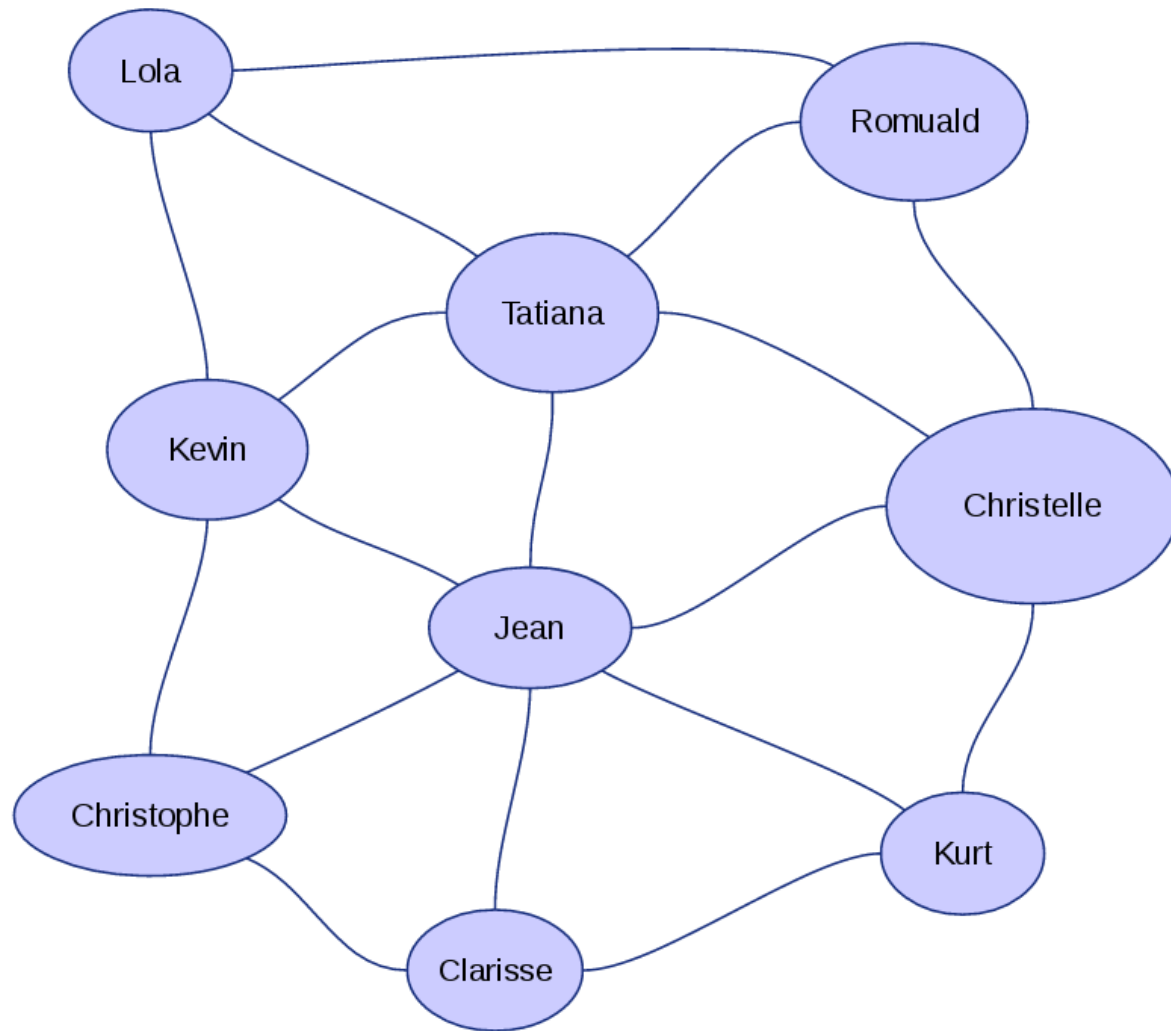 Lola
Romuald
Tatiana
Kevin
Christelle
Jean
Christophe
Kurt
Clarisse